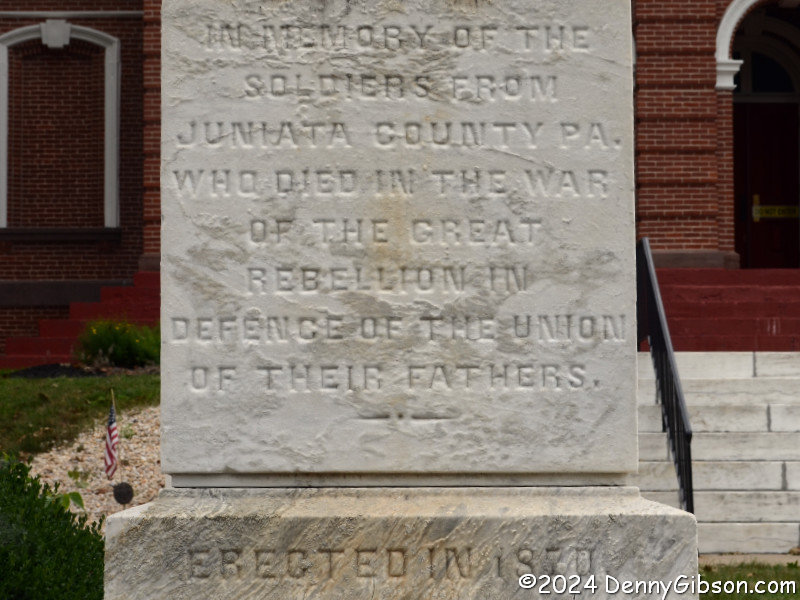 IN MEMORY OF THE
SOLDIERS FROM
JUNIATA COUNTY PA.
WHO DIED IN THE WAR
OF THE GREAT
REBELLION IN
DEFENCE OF THE UNION
OF THEIR FATHERS.
ERECTED IN 1870.
©2024 DennyGibson.com